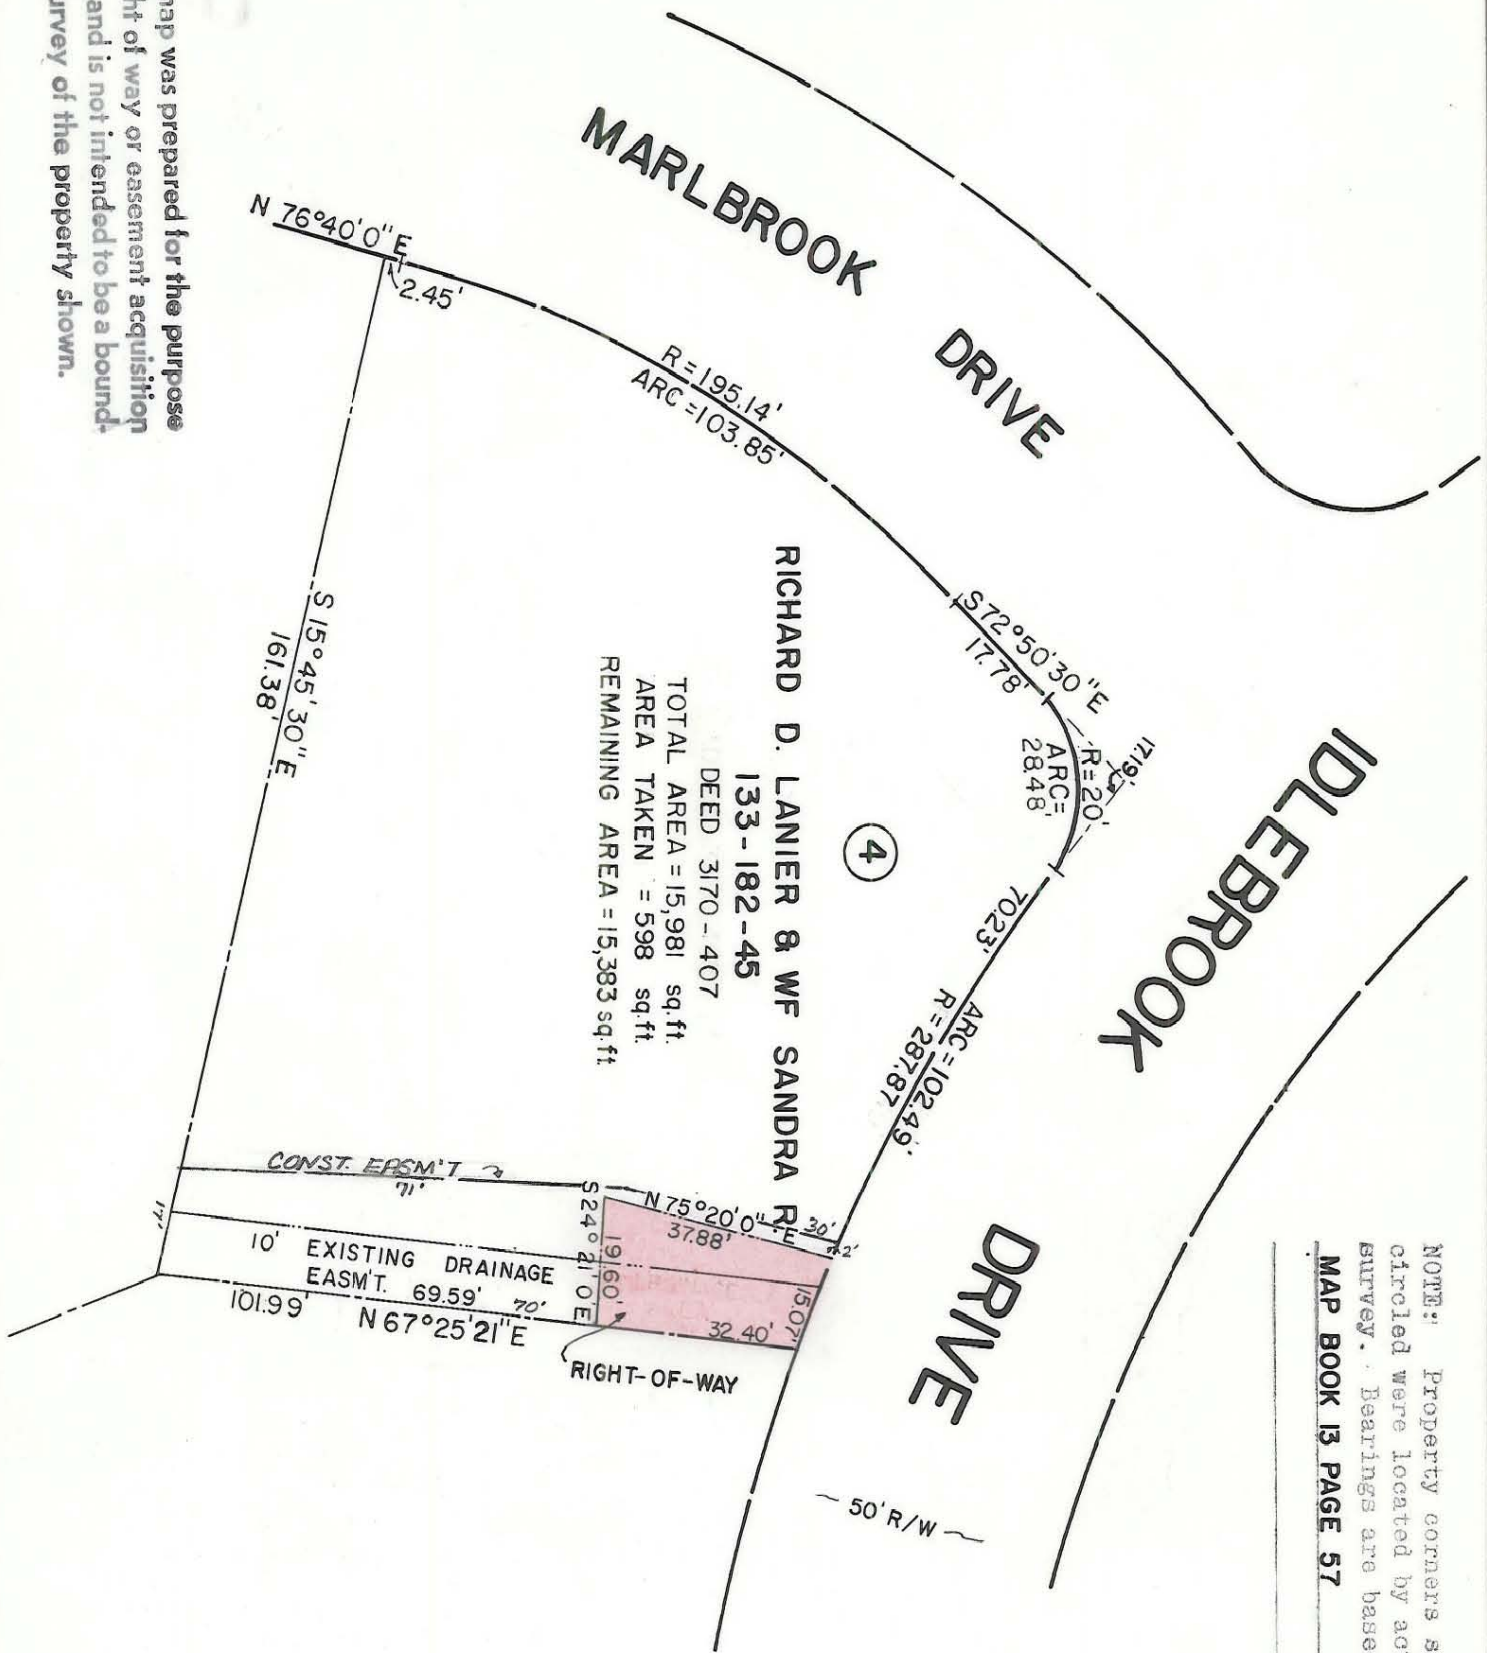 NOTE: Property corners s
circled were located by ac
survey. Bearings are base
MAP BOOK 13 PAGE 57
MARLBROOK DRIVE
IDLEBROOK DRIVE
~ 50' R/W ~
N 76°40'0"E
2.45'
R=195.14'
ARC=103.85'
S72°50'30"E
17.78'
17.19'
R=20'
ARC=
28.48'
70.23'
ARC=102.49'
R=287.87'
4
RICHARD D. LANIER & WF SANDRA R.
133-182-45
DEED 3170-407
TOTAL AREA = 15,981 sq.ft.
AREA TAKEN = 598 sq.ft.
REMAINING AREA = 15,383 sq.ft.
S 15°45'30"E
161.38'
CONST. EASM'T
71'
17'
N 75°20'0"E
37.88'
30'
2'
S 24°21'0"E
19.60'
15.07'
32.40'
10' EXISTING DRAINAGE
EASM'T. 69.59' 70'
101.99' N 67°25'21"E
RIGHT-OF-WAY
nap was prepared for the purpose
ht of way or easement acquisition
and is not intended to be a bound-
urvey of the property shown.